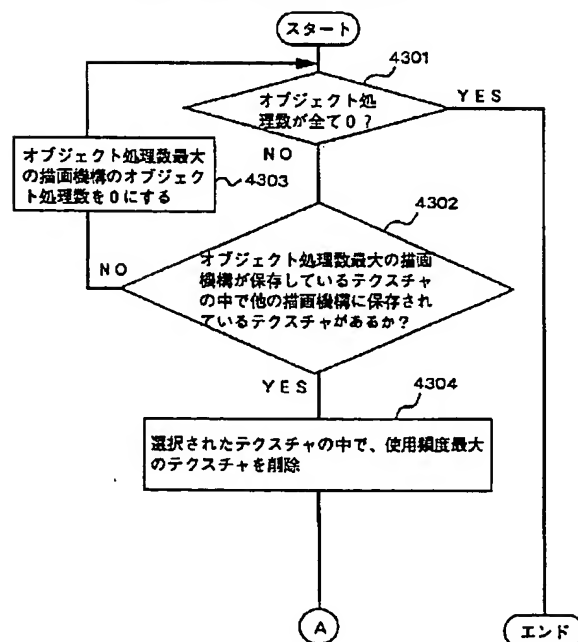 スタート
4301
オブジェクト処
理数が全て0?
YES
NO
オブジェクト処理数最大
の描画機構のオブジェクト
処理数を0にする
4303
4302
NO
オブジェクト処理数最大の描画
機構が保存しているテクスチャ
の中で他の描画機構に保存され
ているテクスチャがあるか?
YES
4304
選択されたテクスチャの中で、使用頻度最大
のテクスチャを削除
A
エンド